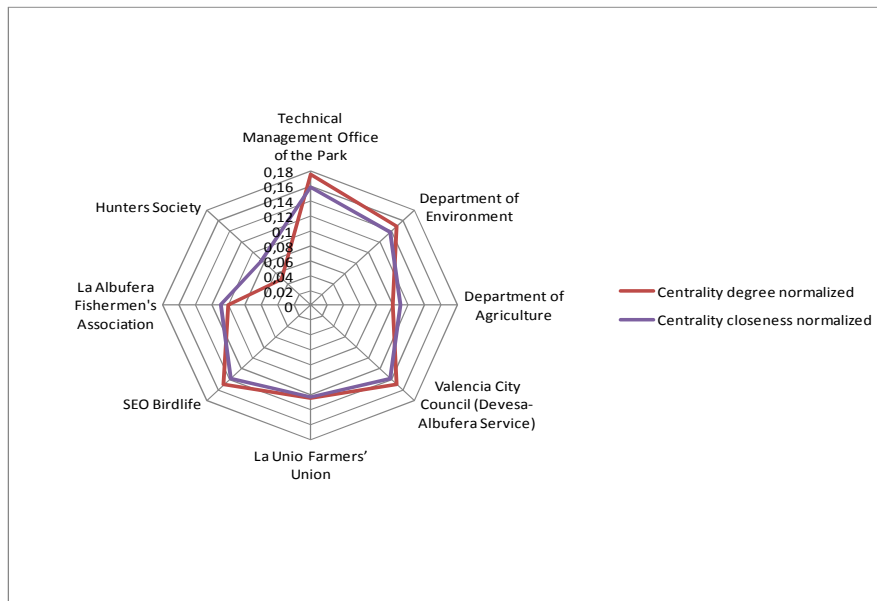 Technical
Management Office
of the Park
0,18
0,16
0,14
0,12
0,1
0,08
0,06
0,04
0,02
0
Department of
Environment
Department of
Agriculture
Valencia City
Council (Devesa-
Albufera Service)
La Unio Farmers’
Union
SEO Birdlife
La Albufera
Fishermen's
Association
Hunters Society
Centrality degree normalized
Centrality closeness normalized